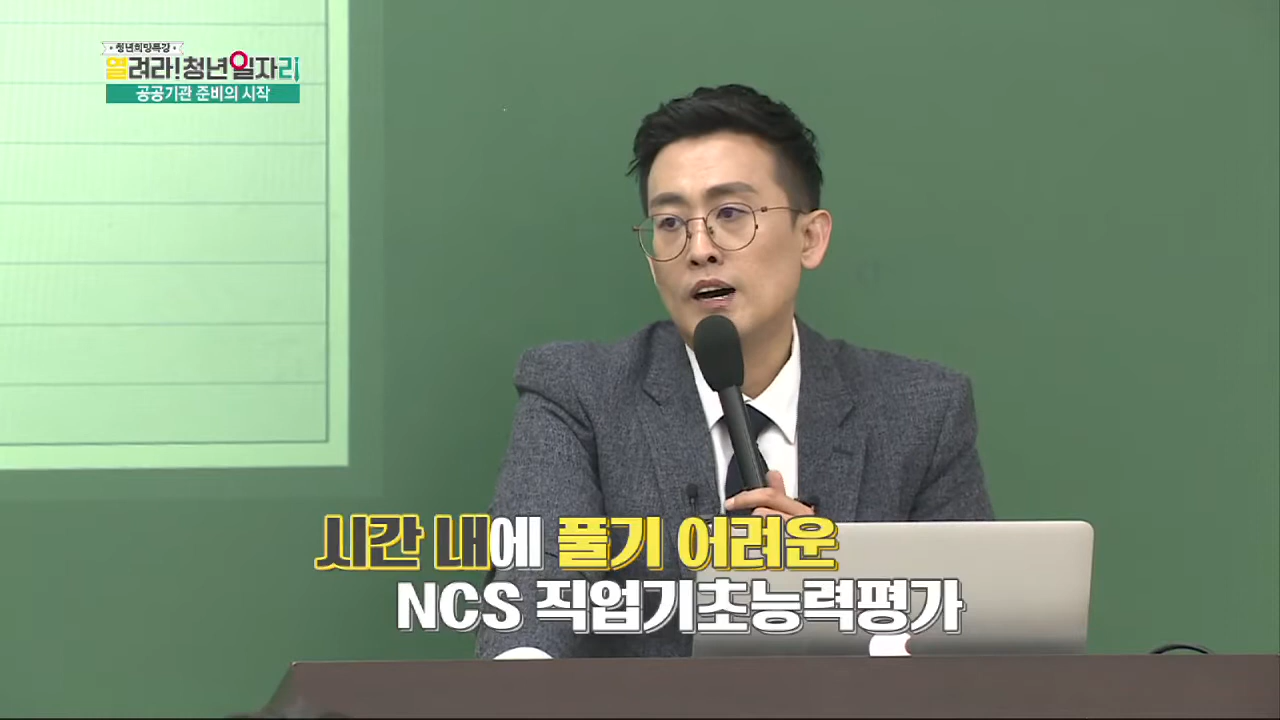 청년희망특강
열려라!청년일자리
공공기관 준비의 시작
시간 내에 풀기 어려운
NCS 직업기초능력평가